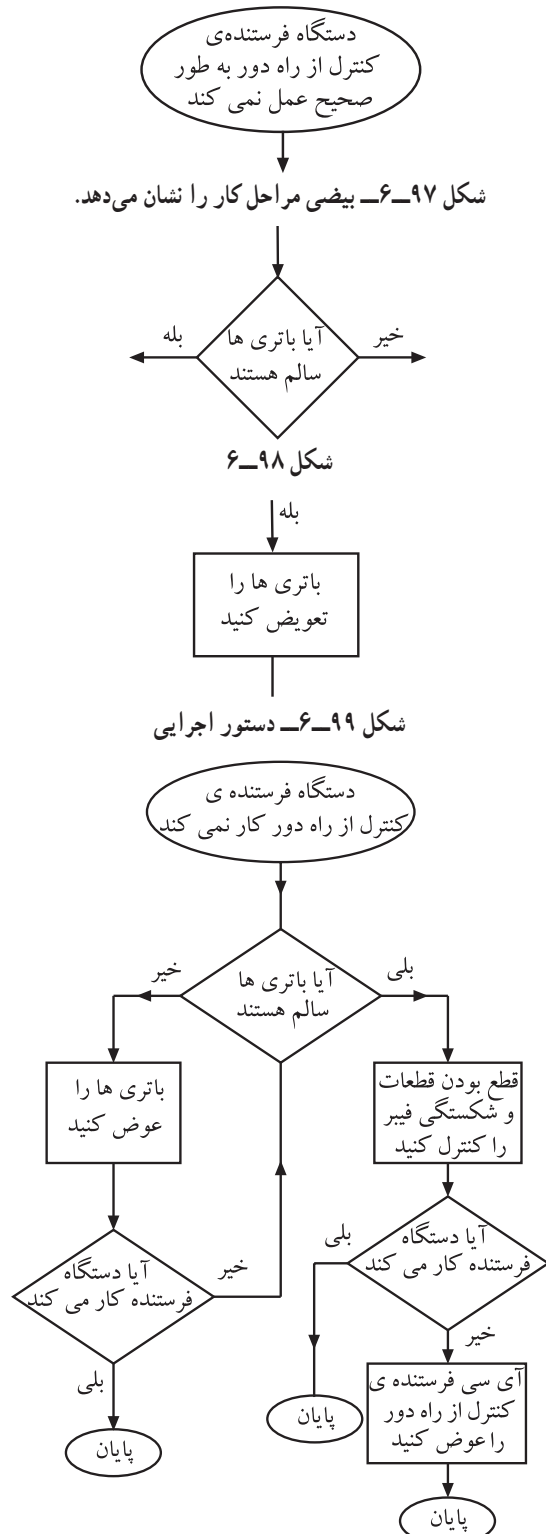 دستگاه فرستنده‌ی
کنترل از راه دور به طور
صحیح عمل نمی کند
شکل ۹۷ــ۶ــ بیضی مراحل کار را نشان می‌دهد.
خیر
بله
آیا باتری ها
سالم هستند
شکل ۹۸ــ۶
بله
باتری ها را
تعویض کنید
شکل ۹۹ــ۶ــ دستور اجرایی
دستگاه فرستنده ی
کنترل از راه دور کار نمی کند
آیا باتری ها
سالم هستند
بلی
خیر
قطع بودن قطعات
و شکستگی فیبر
را کنترل کنید
باتری ها را
عوض کنید
آیا دستگاه
فرستنده کار می کند
بلی
خیر
آیا دستگاه
فرستنده کار می کند
خیر
بلی
آی سی فرستنده ی
کنترل از راه دور
را عوض کنید
پایان
پایان
پایان